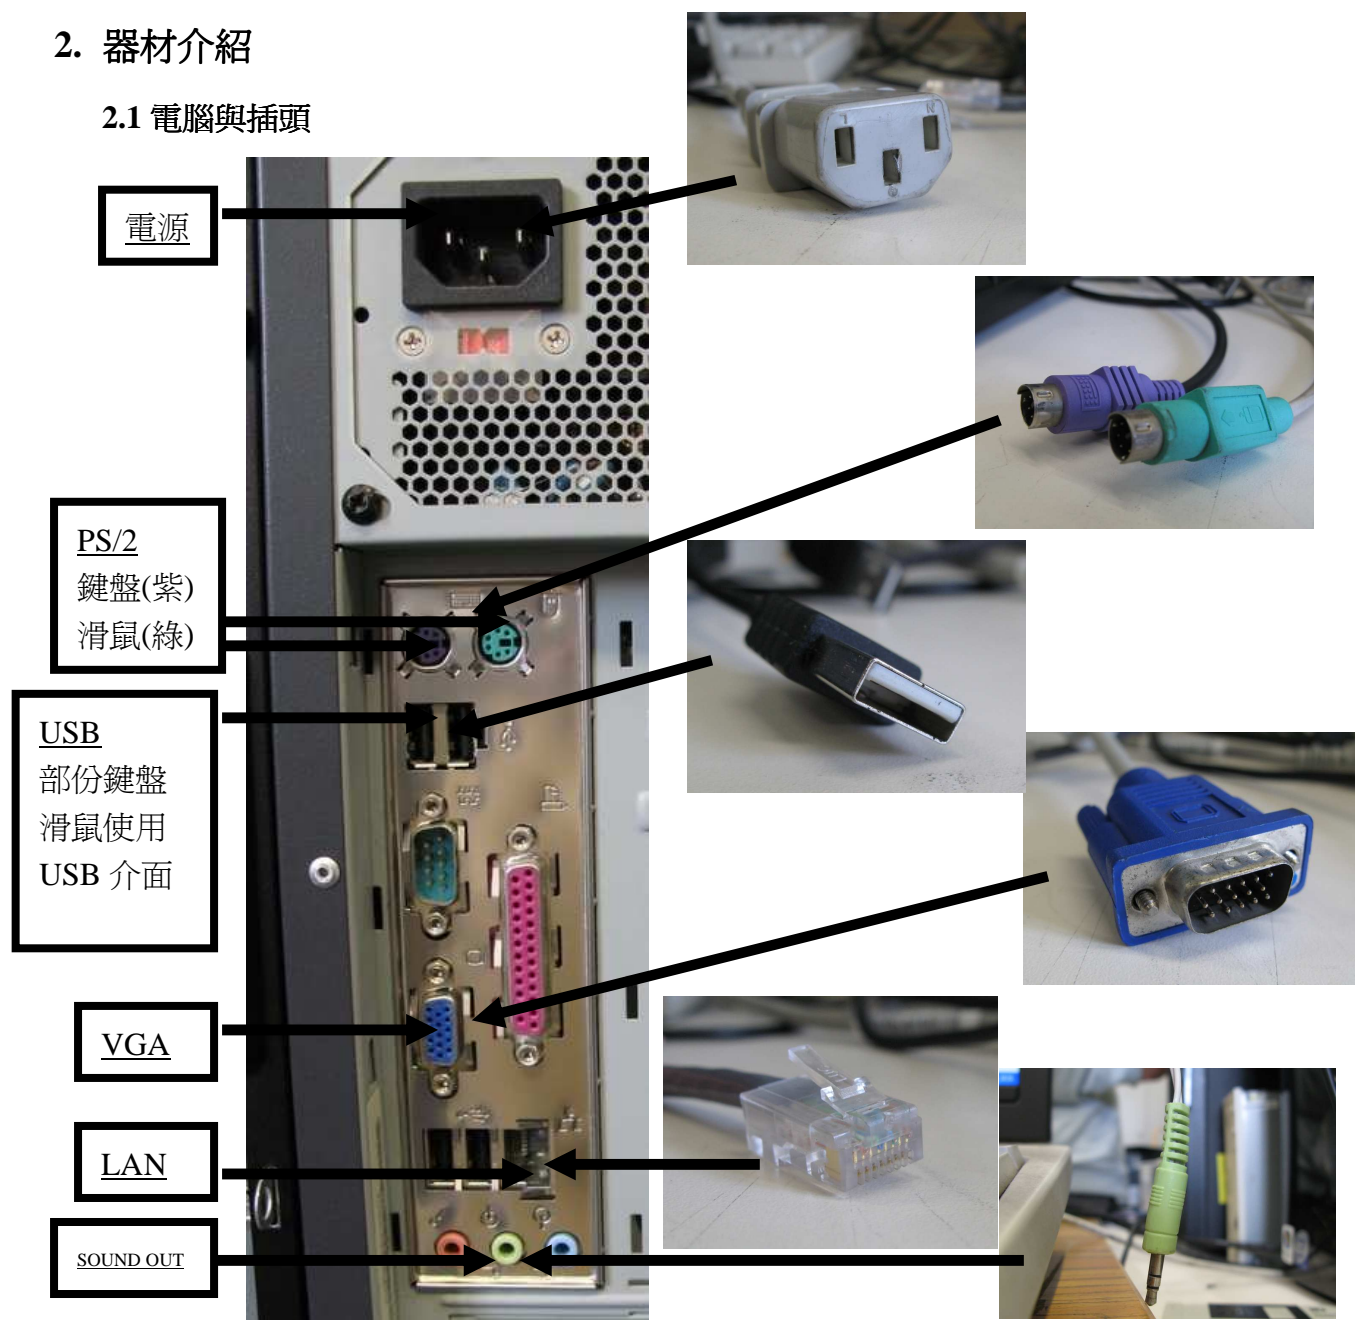 2. 器材介紹
2.1 電腦與插頭
電源
PS/2
鍵盤(紫)
滑鼠(綠)
USB
部份鍵盤
滑鼠使用
USB 介面
VGA
LAN
SOUND OUT